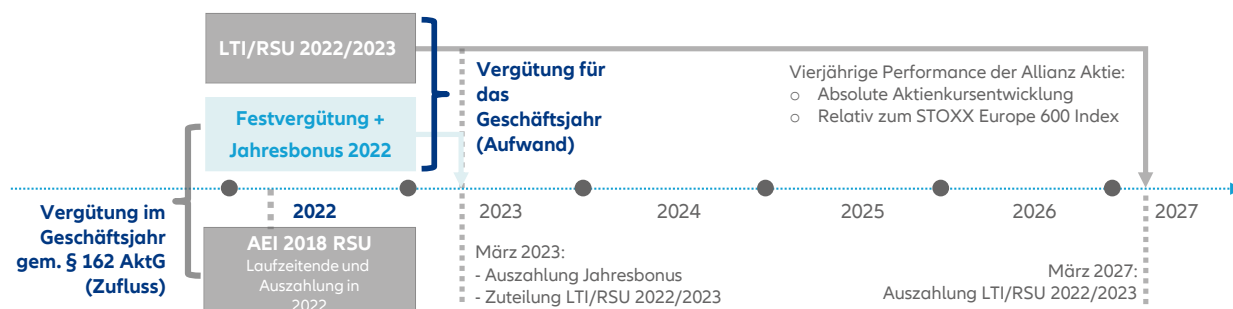 LTI/RSU 2022/2023
Festvergütung +
Jahresbonus 2022
Vergütung für
das
Geschäftsjahr
(Aufwand)
Vierjährige Performance der Allianz Aktie:
○ Absolute Aktienkursentwicklung
○ Relativ zum STOXX Europe 600 Index
Vergütung im
Geschäftsjahr
gem. § 162 AktG
(Zufluss)
2022
2023
2024
2025
2026
2027
AEI 2018 RSU
Laufzeitende und
Auszahlung in
2022
März 2023:
- Auszahlung Jahresbonus
- Zuteilung LTI/RSU 2022/2023
März 2027:
Auszahlung LTI/RSU 2022/2023